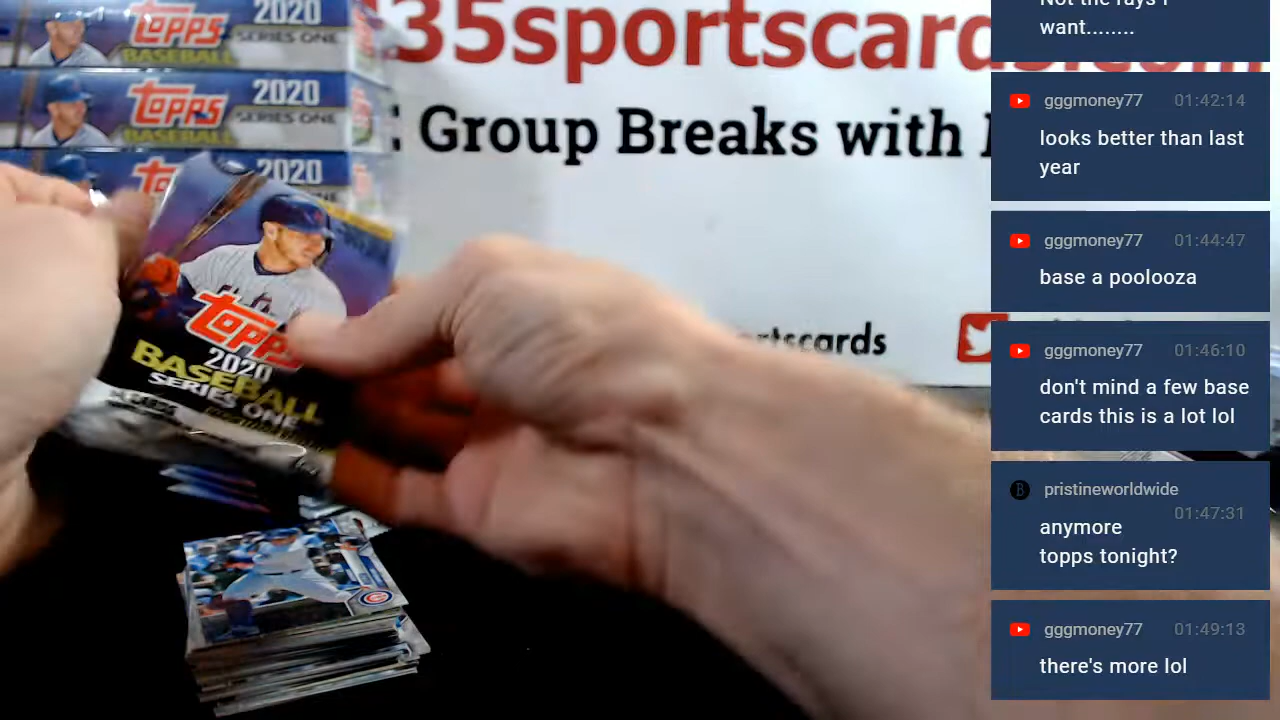 TOPPS 2020
SERIES ONE
BASEBALL
TOPPS 2020
SERIES ONE
BASEBALL
2020
35sportscard
Group Breaks with
rtscards
TOPPS
2020
BASEBALL
SERIES ONE
Not the rays I
want........
gggmoney77 01:42:14
looks better than last
year
gggmoney77 01:44:47
base a poolooza
gggmoney77 01:46:10
don't mind a few base
cards this is a lot lol
pristineworldwide
01:47:31
anymore
topps tonight?
gggmoney77 01:49:13
there's more lol